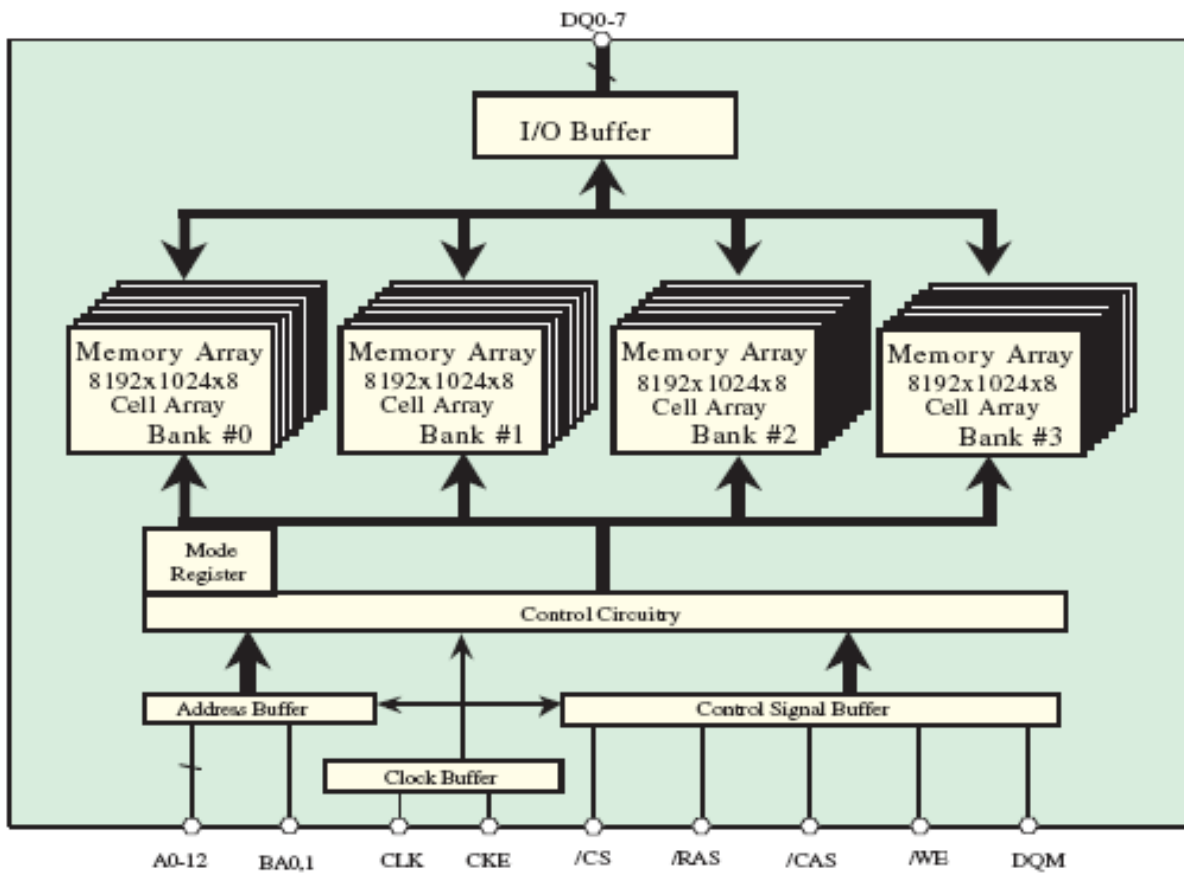 DQ0-7
I/O Buffer
Memory Array
8192x1024x8
Cell Array
Bank #0
Memory Array
8192x1024x8
Cell Array
Bank #1
Memory Array
8192x1024x8
Cell Array
Bank #2
Memory Array
8192x1024x8
Cell Array
Bank #3
Mode
Register
Control Circuitry
Address Buffer
Control Signal Buffer
Clock Buffer
A0-12
BA0,1
CLK
CKE
/CS
/RAS
/CAS
/WE
DQM